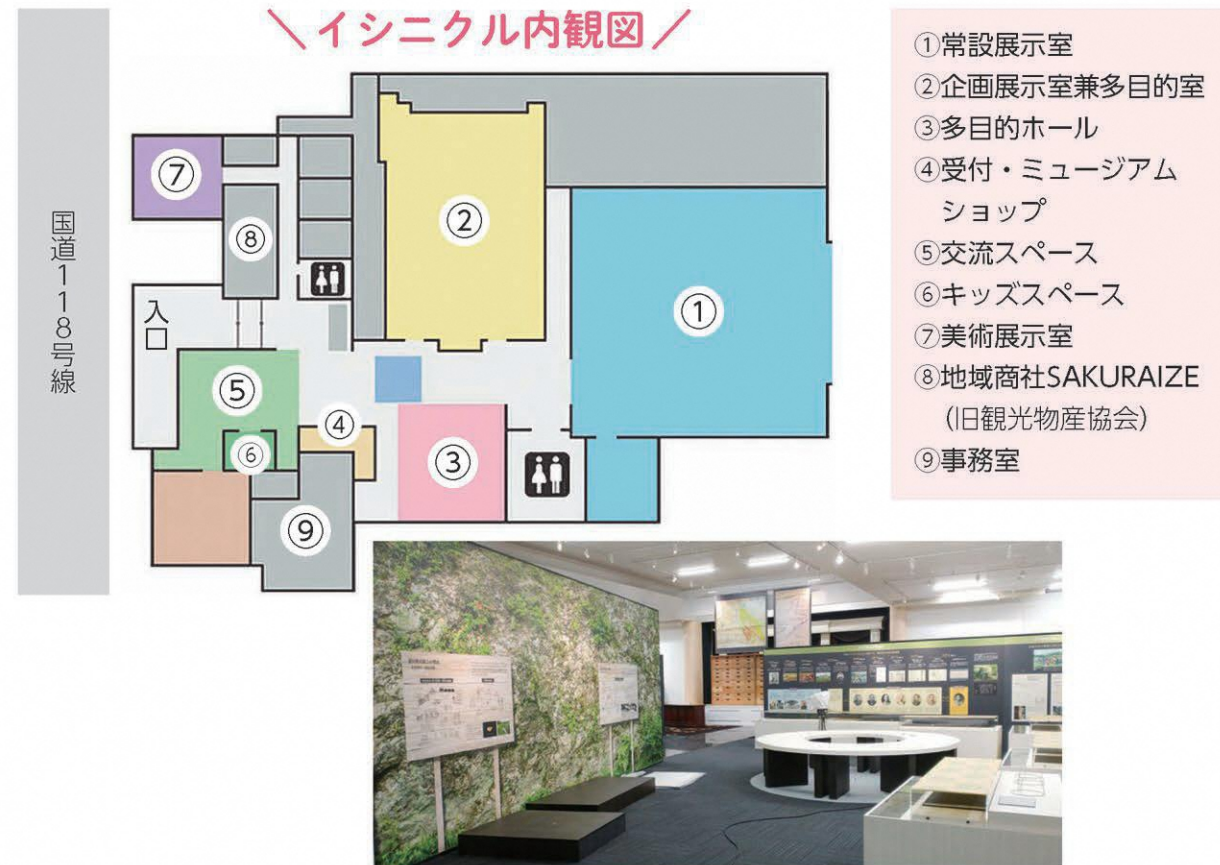 ＼イシニクル内観図／
国道118号線
入口
⑦
⑧
②
①
⑤
④
⑥
③
⑨
①常設展示室
②企画展示室兼多目的室
③多目的ホール
④受付・ミュージアム
ショップ
⑤交流スペース
⑥キッズスペース
⑦美術展示室
⑧地域商社SAKURAIZE
(旧観光物産協会)
⑨事務室